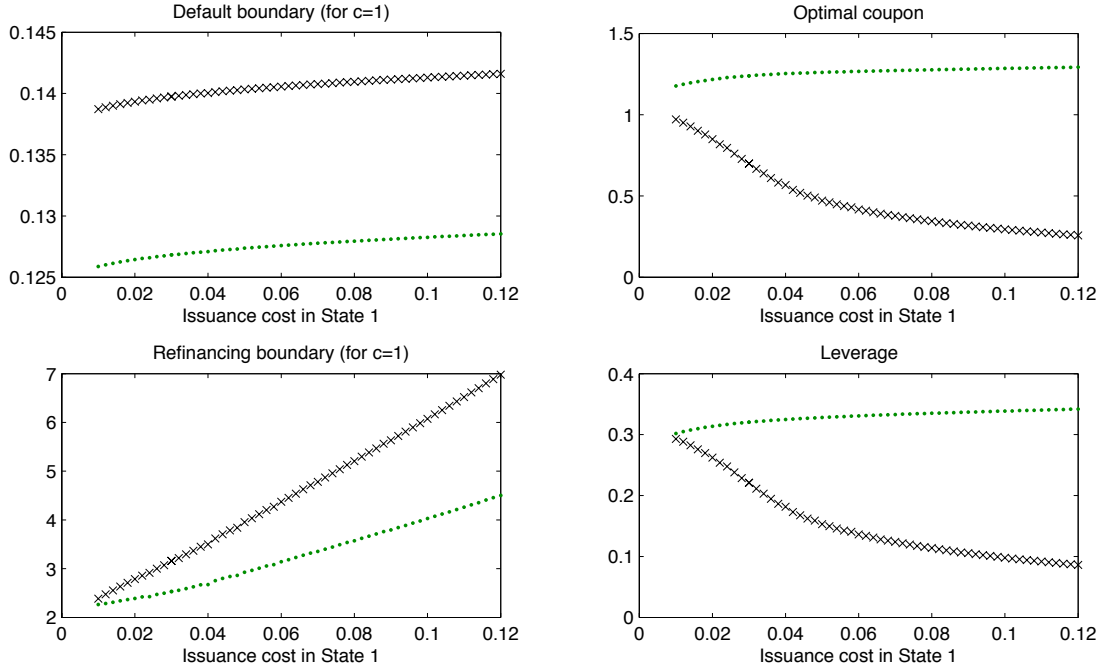 Default boundary (for c=1)
0.145
0.14
0.135
0.13
0.125
0 0.02 0.04 0.06 0.08 0.1 0.12
Issuance cost in State 1
Optimal coupon
1.5
1
0.5
0
0 0.02 0.04 0.06 0.08 0.1 0.12
Issuance cost in State 1
Refinancing boundary (for c=1)
7
6
5
4
3
2
0 0.02 0.04 0.06 0.08 0.1 0.12
Issuance cost in State 1
Leverage
0.4
0.3
0.2
0.1
0
0 0.02 0.04 0.06 0.08 0.1 0.12
Issuance cost in State 1